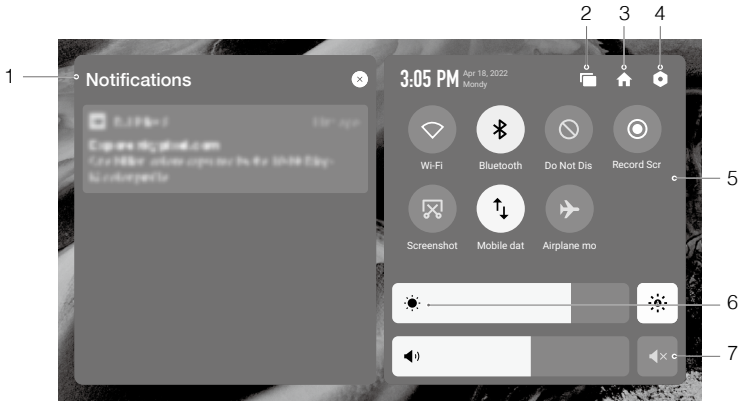 2 3 4
1
Notifications
3:05 PM Apr 18, 2022
Mondy
Wi-Fi Bluetooth Do Not Dis Record Scr
5
Screenshot Mobile dat Airplane mo
6
7